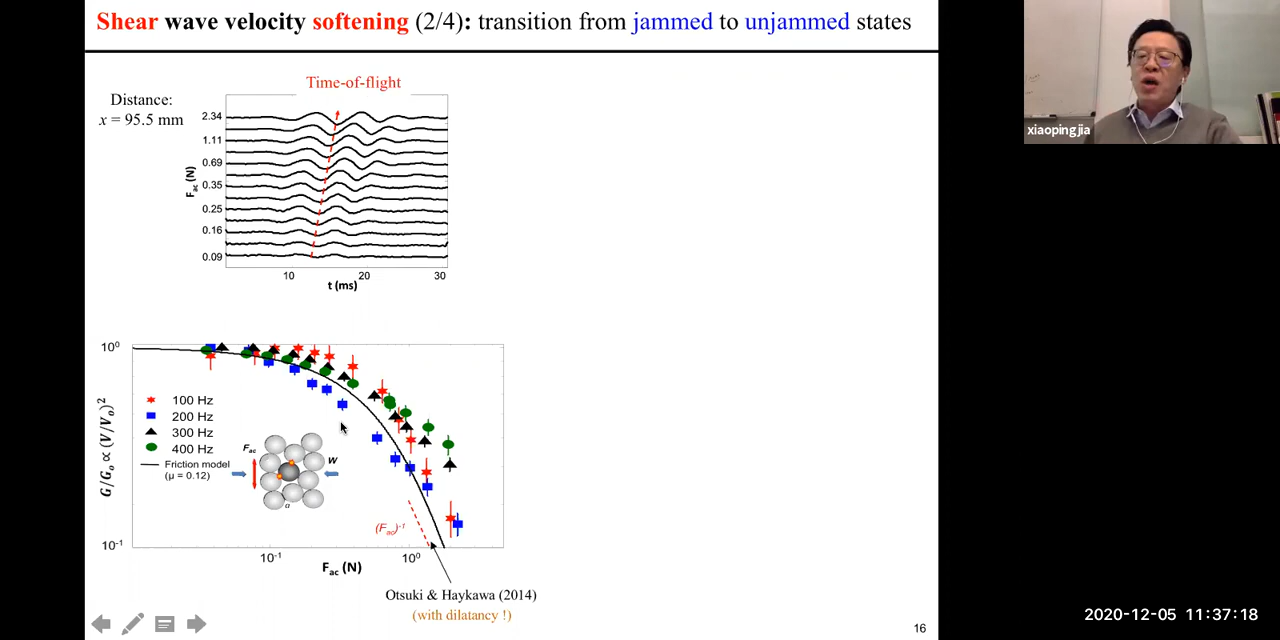 Shear wave velocity softening (2/4): transition from jammed to unjammed states
xiaopingjia
Time-of-flight
Distance:
x = 95.5 mm
2.34
1.11
0.69
0.35
0.25
0.16
0.09
F_ac (N)
10 20 30
t (ms)
10⁰
10⁻¹
G/G_o ∝ (V/V_o)²
100 Hz
200 Hz
300 Hz
400 Hz
Friction model
(μ = 0.12)
F_ac
W
a
(F_ac)⁻¹
10⁻¹ 10⁰
F_ac (N)
Otsuki & Haykawa (2014)
(with dilatancy !)
2020-12-05 11:37:18
16